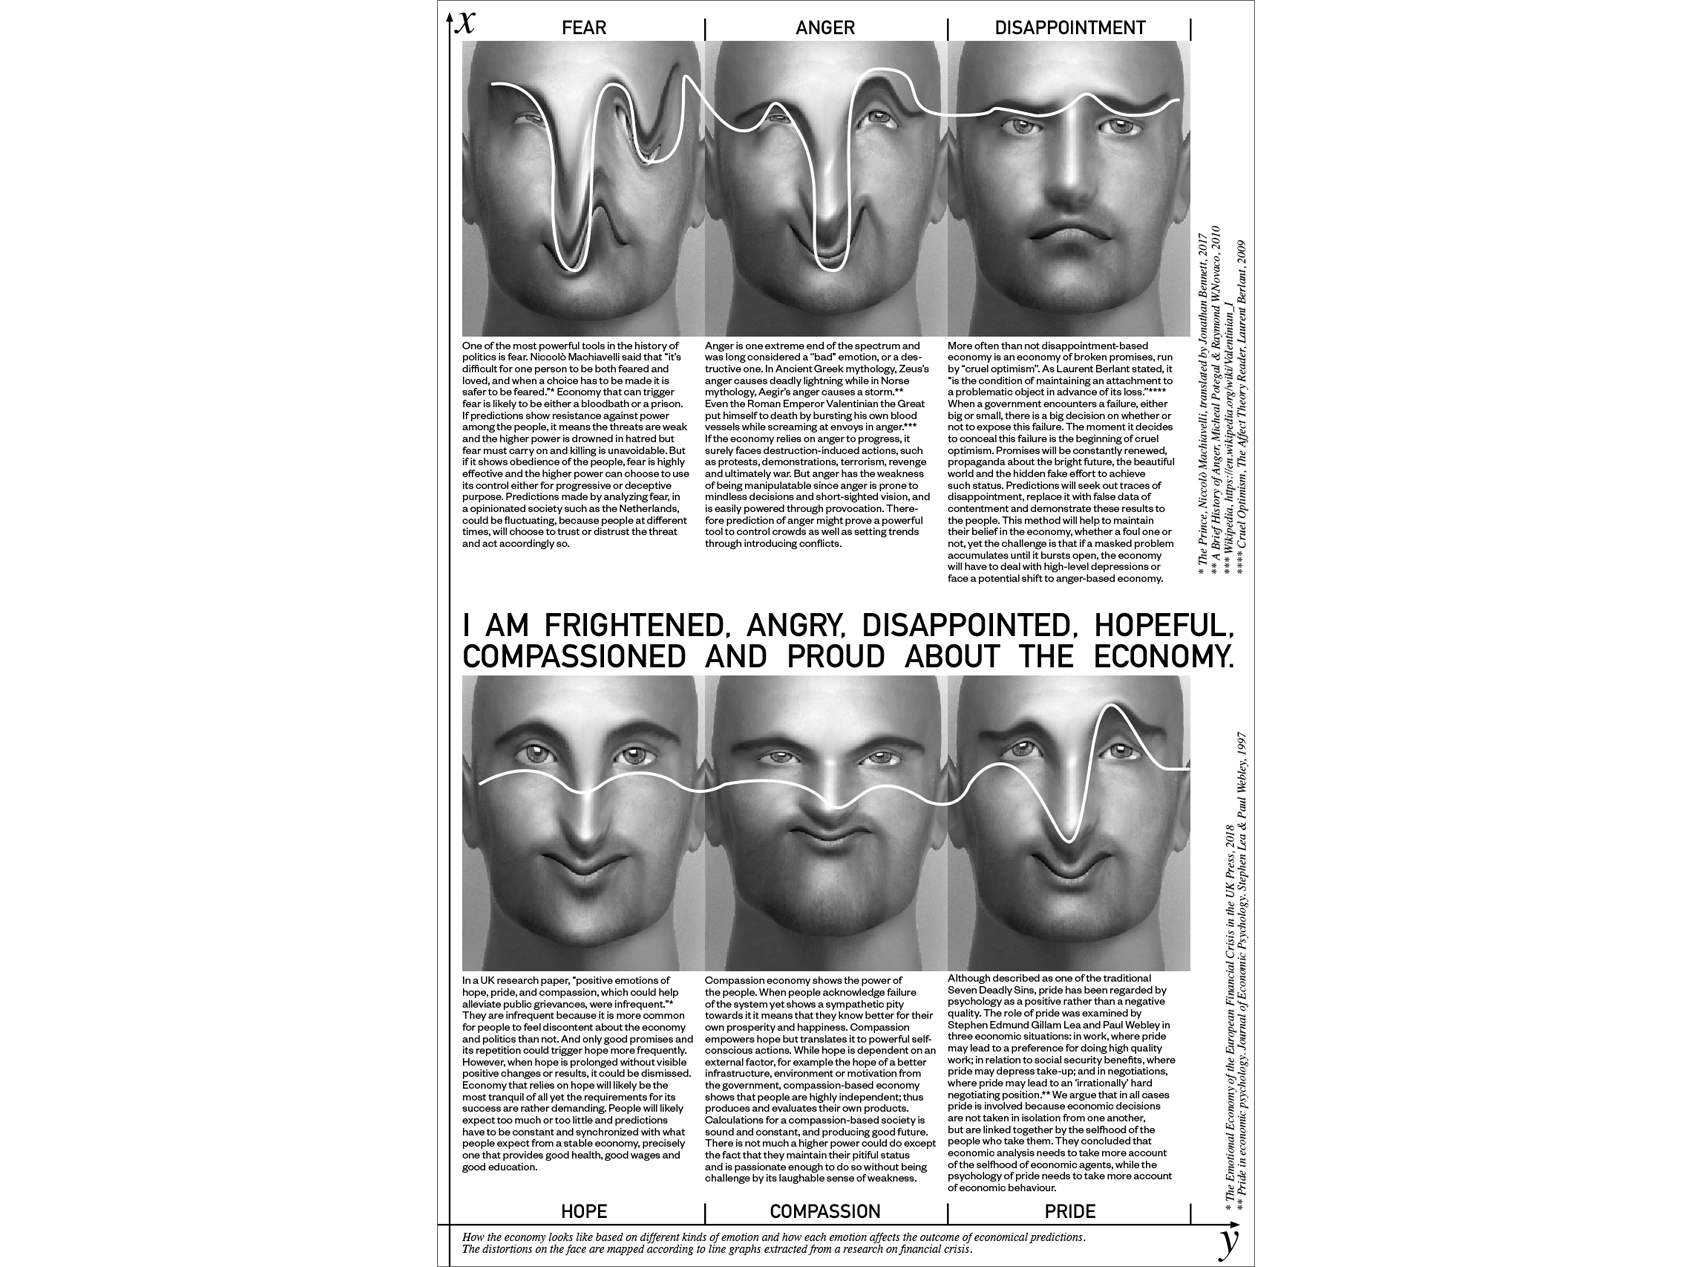 x
FEAR
ANGER
DISAPPOINTMENT
One of the most powerful tools in the history of
politics is fear. Niccolò Machiavelli said that “it’s
difficult for one person to be both feared and
loved, and when a choice has to be made it is
safer to be feared.”* Economy that can trigger
fear is likely to be either a bloodbath or a prison.
If predictions show resistance against power
among the people, it means the threats are weak
and the higher power is drowned in hatred but
fear must carry on and killing is unavoidable. But
if it shows obedience of the people, fear is highly
effective and the higher power can choose to use
its control either for progressive or deceptive
purpose. Predictions made by analyzing fear, in
a opinionated society such as the Netherlands,
could be fluctuating, because people at different
times, will choose to trust or distrust the threat
and act accordingly so.
Anger is one extreme end of the spectrum and
was long considered a “bad” emotion, or a des-
tructive one. In Ancient Greek mythology, Zeus’s
anger causes deadly lightning while in Norse
mythology, Aegir’s anger causes a storm.**
Even the Roman Emperor Valentinian the Great
put himself to death by bursting his own blood
vessels while screaming at envoys in anger.***
If the economy relies on anger to progress, it
surely faces destruction-induced actions, such
as protests, demonstrations, terrorism, revenge
and ultimately war. But anger has the weakness
of being manipulatable since anger is prone to
mindless decisions and short-sighted vision, and
is easily powered through provocation. There-
fore prediction of anger might prove a powerful
tool to control crowds as well as setting trends
through introducing conflicts.
More often than not disappointment-based
economy is an economy of broken promises, run
by “cruel optimism”. As Laurent Berlant stated, it
“is the condition of maintaining an attachment to
a problematic object in advance of its loss.”****
When a government encounters a failure, either
big or small, there is a big decision on whether or
not to expose this failure. The moment it decides
to conceal this failure is the beginning of cruel
optimism. Promises will be constantly renewed,
propaganda about the bright future, the beautiful
world and the hidden fake effort to achieve
such status. Predictions will seek out traces of
disappointment, replace it with false data of
contentment and demonstrate these results to
the people. This method will help to maintain
their belief in the economy, whether a foul one or
not, yet the challenge is that if a masked problem
accumulates until it bursts open, the economy
will have to deal with high-level depressions or
face a potential shift to anger-based economy.
* The Prince, Niccolò Machiavelli, translated by Jonathan Bennett, 2017
** A Brief History of Anger, Micheal Potegal & Raymond W.Novaco, 2010
*** Wikipedia, https://en.wikipedia.org/wiki/Valentinian_I
**** Cruel Optimism, The Affect Theory Reader, Laurent Berlant, 2009
I AM FRIGHTENED, ANGRY, DISAPPOINTED, HOPEFUL,
COMPASSIONED AND PROUD ABOUT THE ECONOMY.
In a UK research paper, “positive emotions of
hope, pride, and compassion, which could help
alleviate public grievances, were infrequent.”*
They are infrequent because it is more common
for people to feel discontent about the economy
and politics than not. And only good promises and
its repetition could trigger hope more frequently.
However, when hope is prolonged without visible
positive changes or results, it could be dismissed.
Economy that relies on hope will likely be the
most tranquil of all yet the requirements for its
success are rather demanding. People will likely
expect too much or too little and predictions
have to be constant and synchronized with what
people expect from a stable economy, precisely
one that provides good health, good wages and
good education.
Compassion economy shows the power of
the people. When people acknowledge failure
of the system yet shows a sympathetic pity
towards it it means that they know better for their
own prosperity and happiness. Compassion
empowers hope but translates it to powerful self-
conscious actions. While hope is dependent on an
external factor, for example the hope of a better
infrastructure, environment or motivation from
the government, compassion-based economy
shows that people are highly independent; thus
produces and evaluates their own products.
Calculations for a compassion-based society is
sound and constant, and producing good future.
There is not much a higher power could do except
the fact that they maintain their pitiful status
and is passionate enough to do so without being
challenge by its laughable sense of weakness.
Although described as one of the traditional
Seven Deadly Sins, pride has been regarded by
psychology as a positive rather than a negative
quality. The role of pride was examined by
Stephen Edmund Gillam Lea and Paul Webley in
three economic situations: in work, where pride
may lead to a preference for doing high quality
work; in relation to social security benefits, where
pride may depress take-up; and in negotiations,
where pride may lead to an ‘irrationally’ hard
negotiating position.** We argue that in all cases
pride is involved because economic decisions
are not taken in isolation from one another,
but are linked together by the selfhood of the
people who take them. They concluded that
economic analysis needs to take more account
of the selfhood of economic agents, while the
psychology of pride needs to take more account
of economic behaviour.
* The Emotional Economy of the European Financial Crisis in the UK Press, 2018
** Pride in economic psychology. Journal of Economic Psychology. Stephen Lea & Paul Webley, 1997
HOPE
COMPASSION
PRIDE
y
How the economy looks like based on different kinds of emotion and how each emotion affects the outcome of economical predictions.
The distortions on the face are mapped according to line graphs extracted from a research on financial crisis.